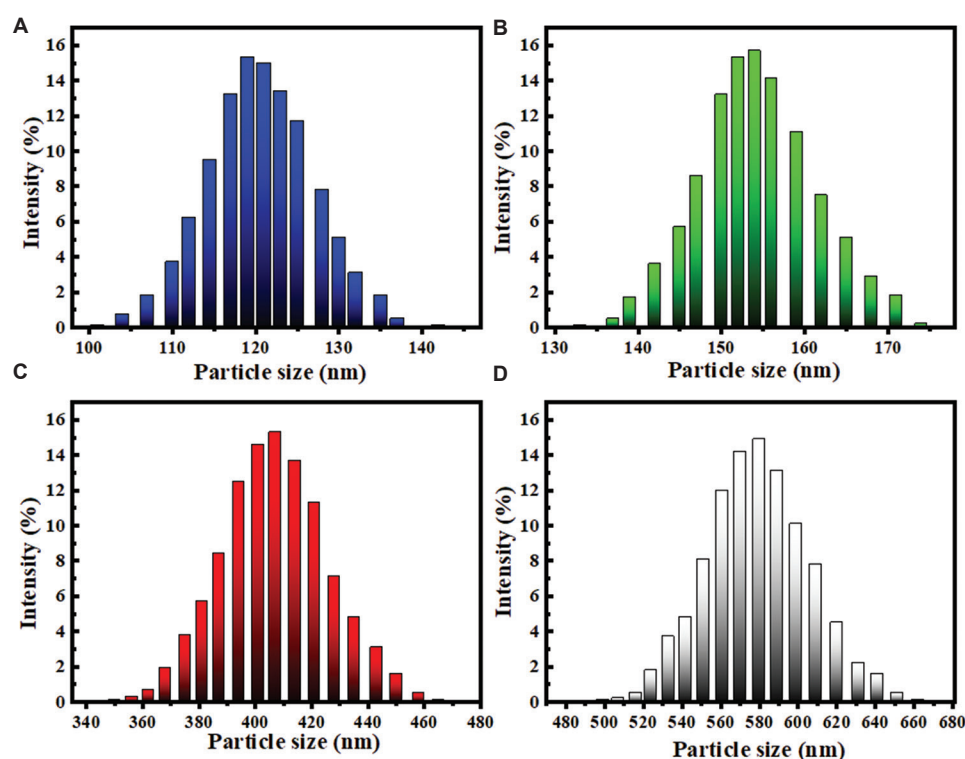 A
Intensity (%)
16
14
12
10
8
6
4
2
0
100 110 120 130 140
Particle size (nm)
B
Intensity (%)
16
14
12
10
8
6
4
2
0
130 140 150 160 170
Particle size (nm)
C
Intensity (%)
16
14
12
10
8
6
4
2
0
340 360 380 400 420 440 460 480
Particle size (nm)
D
Intensity (%)
16
14
12
10
8
6
4
2
0
480 500 520 540 560 580 600 620 640 660 680
Particle size (nm)